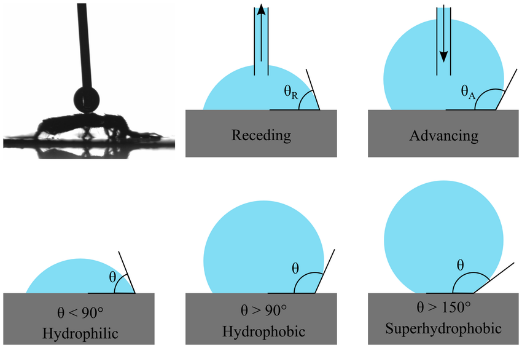 θR
Receding
θA
Advancing
θ
θ < 90°
Hydrophilic
θ
θ > 90°
Hydrophobic
θ
θ > 150°
Superhydrophobic